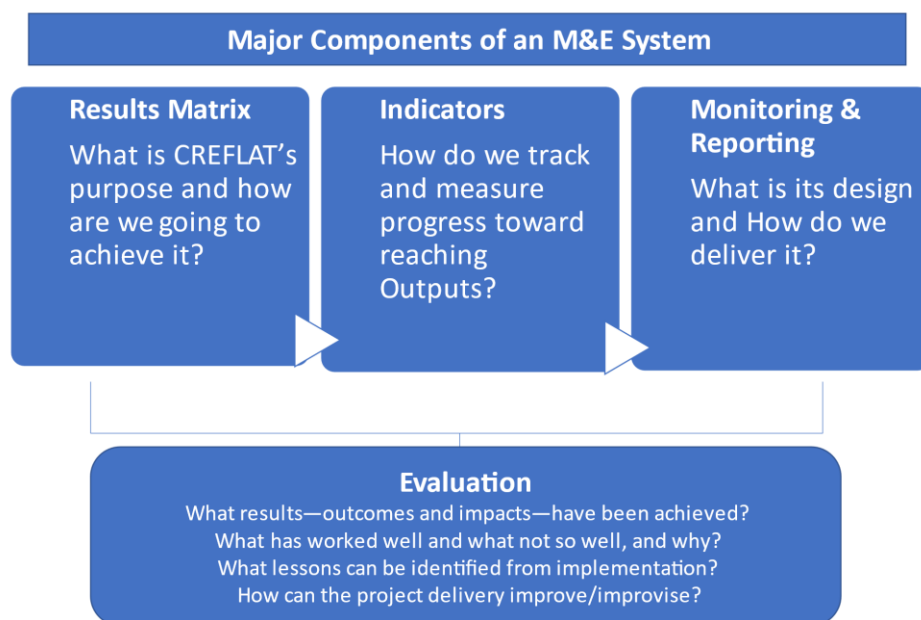 Major Components of an M&E System
Results Matrix
What is CREFLAT's
purpose and how
are we going to
achieve it?
Indicators
How do we track
and measure
progress toward
reaching
Outputs?
Monitoring &
Reporting
What is its design
and How do we
deliver it?
Evaluation
What results—outcomes and impacts—have been achieved?
What has worked well and what not so well, and why?
What lessons can be identified from implementation?
How can the project delivery improve/improvise?